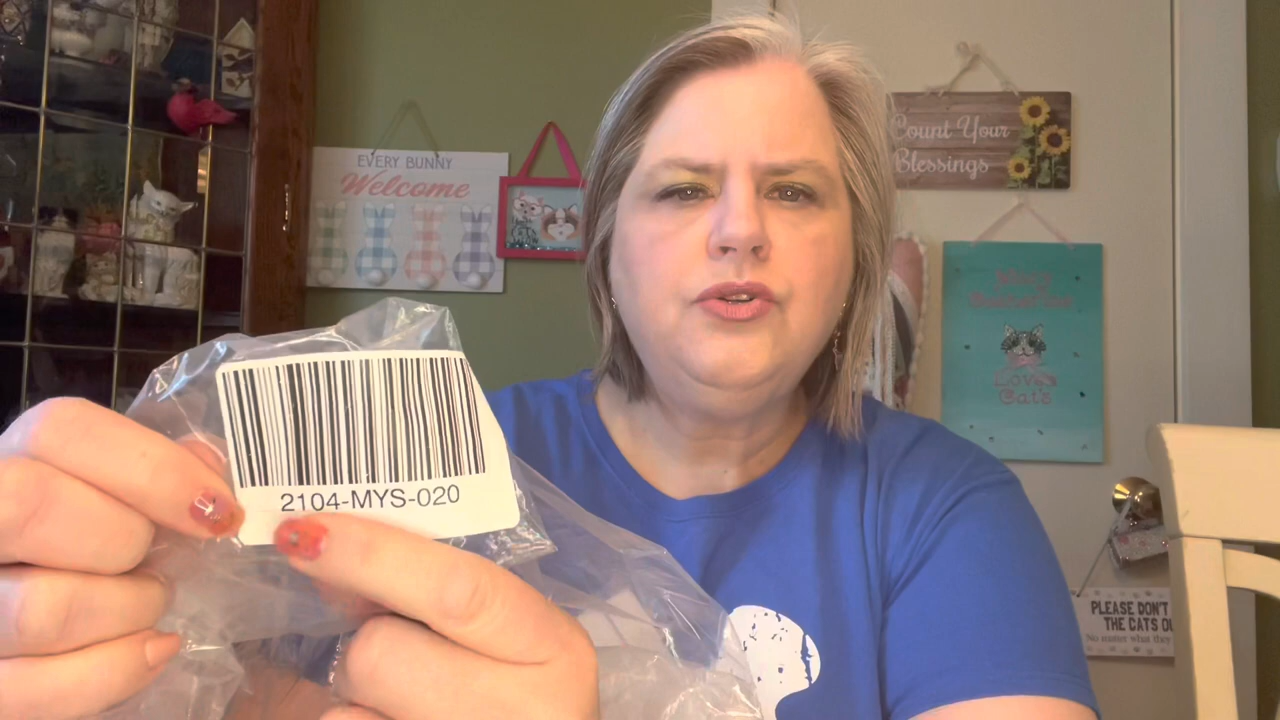 EVERY BUNNY
Welcome
Count Your
Blessings
Loves
Cat's
2104-MYS-020
PLEASE DON'T
THE CATS OU
No matter what they